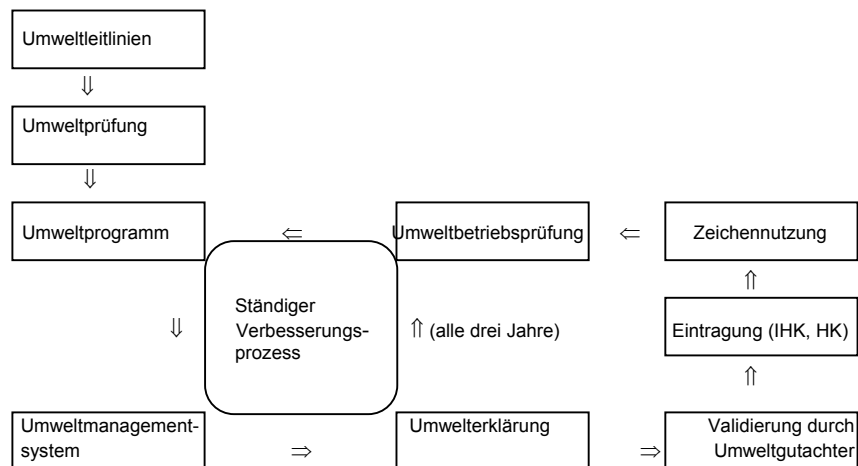 Umweltleitlinien
⇓
Umweltprüfung
⇓
Umweltprogramm
⇐
Umweltbetriebsprüfung
⇐
Zeichennutzung
⇑
Ständiger
Verbesserungs-
prozess
⇓
⇑ (alle drei Jahre)
Eintragung (IHK, HK)
⇑
Umweltmanagement-
system
⇒
Umwelterklärung
⇒
Validierung durch
Umweltgutachter